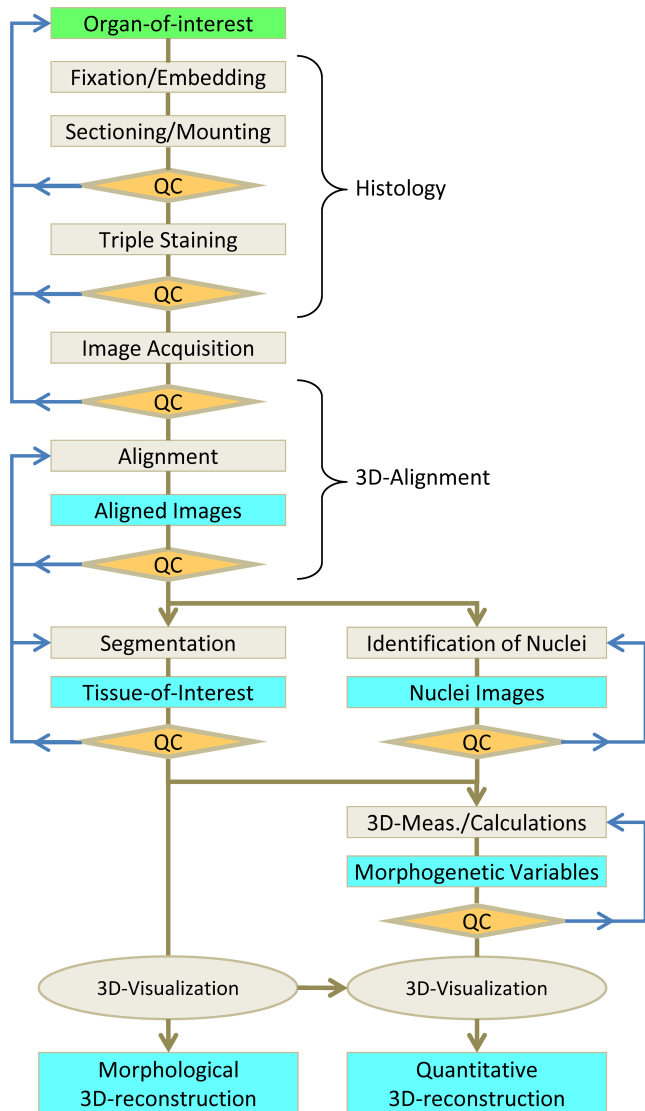 Organ-of-interest
Fixation/Embedding
Sectioning/Mounting
QC
Histology
Triple Staining
QC
Image Acquisition
QC
Alignment
3D-Alignment
Aligned Images
QC
Segmentation
Identification of Nuclei
Tissue-of-Interest
Nuclei Images
QC
QC
3D-Meas./Calculations
Morphogenetic Variables
QC
3D-Visualization
3D-Visualization
Morphological
3D-reconstruction
Quantitative
3D-reconstruction